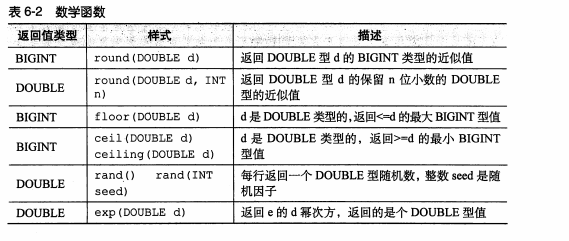 表 6-2 数学函数
返回值类型 样式 描述
BIGINT round(DOUBLE d) 返回 DOUBLE 型 d 的 BIGINT 类型的近似值
DOUBLE round(DOUBLE d, INT 返回 DOUBLE 型 d 的保留 n 位小数的 DOUBLE
n) 型的近似值
BIGINT floor(DOUBLE d) d 是 DOUBLE 类型的,返回<=d 的最大 BIGINT 型值
BIGINT ceil(DOUBLE d) d 是 DOUBLE 类型的，返回>=d 的最小 BIGINT
ceiling(DOUBLE d) 型值
DOUBLE rand() rand(INT 每行返回一个 DOUBLE 型随机数，整数 seed 是随
seed) 机因子
DOUBLE exp(DOUBLE d) 返回 e 的 d 幂次方，返回的是个 DOUBLE 型值